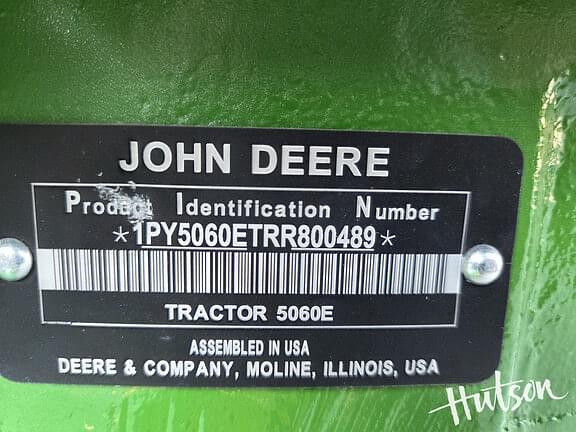 JOHN DEERE
Product Identification Number
*1PY5060ETRR800489*
TRACTOR 5060E
ASSEMBLED IN USA
DEERE & COMPANY, MOLINE, ILLINOIS, USA
Hutson